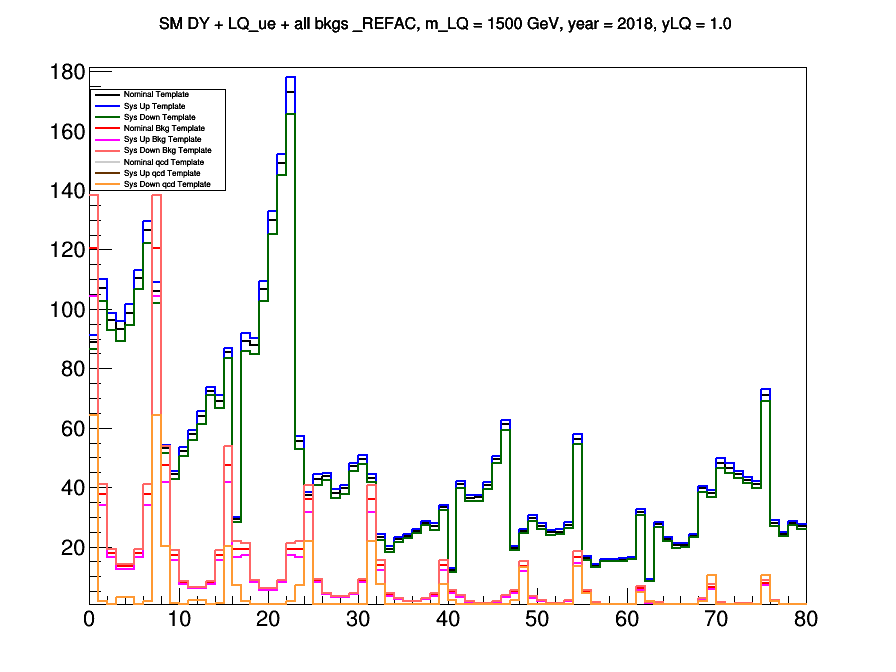 SM DY + LQ_ue + all bkgs _REFAC, m_LQ = 1500 GeV, year = 2018, yLQ = 1.0
180
160
140
120
100
80
60
40
20
Nominal Template
Sys Up Template
Sys Down Template
Nominal Bkg Template
Sys Up Bkg Template
Sys Down Bkg Template
Nominal qcd Template
Sys Up qcd Template
Sys Down qcd Template
0 10 20 30 40 50 60 70 80